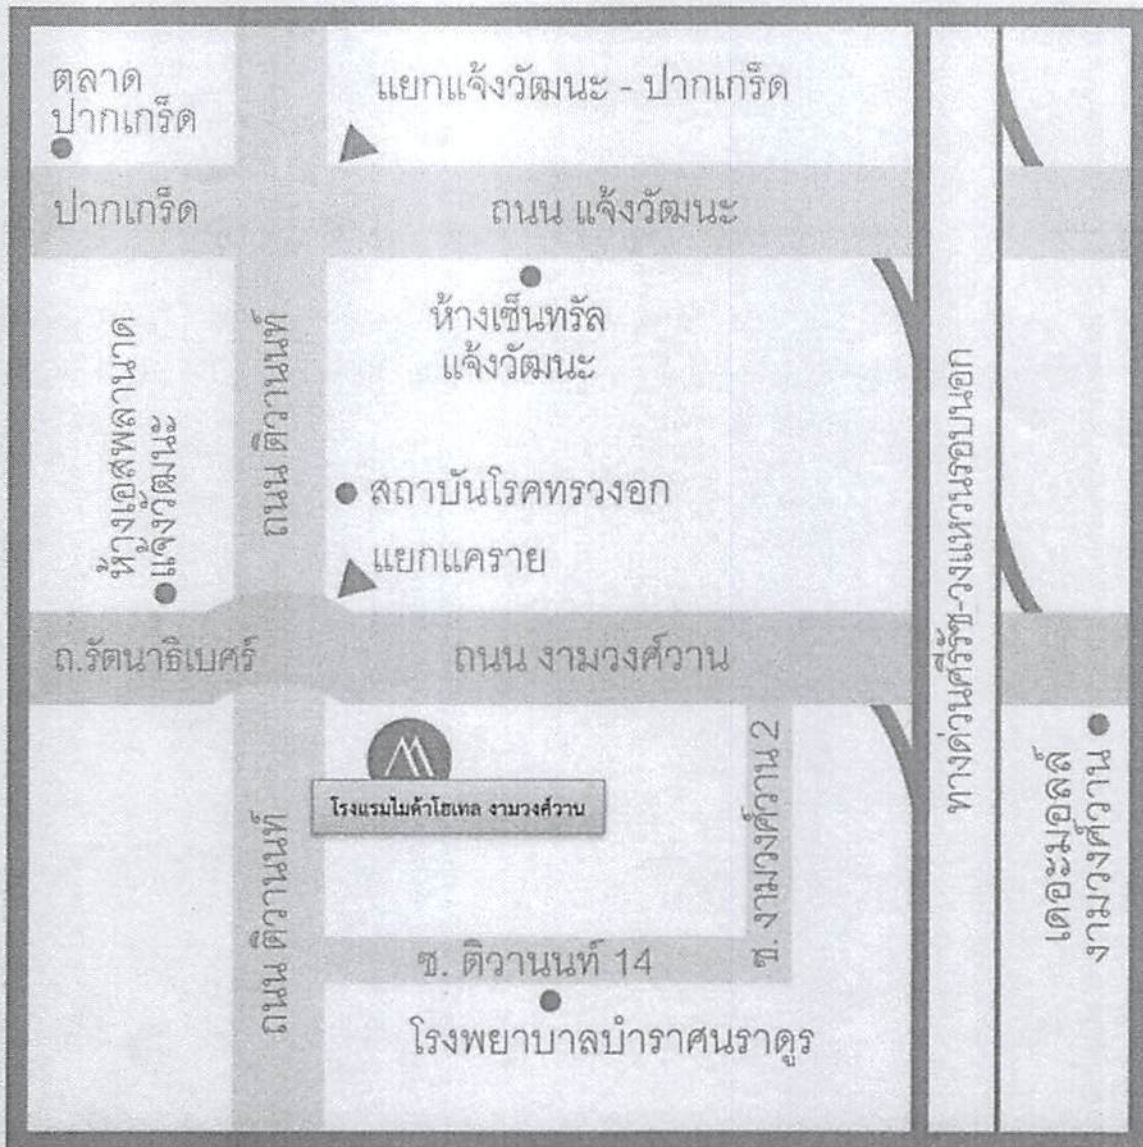 ตลาด
ปากเกร็ด
แยกแจ้งวัฒนะ - ปากเกร็ด
ปากเกร็ด
ถนน แจ้งวัฒนะ
ห้างเซ็นทรัล
แจ้งวัฒนะ
ห้างเอสพลานาด
แจ้งวัฒนะ
ถนน ติวานนท์
สถาบันโรคทรวงอก
แยกแคราย
ทางด่วนศรีรัช-วงแหวนรอบนอก
ถ.รัตนาธิเบศร์
ถนน งามวงศ์วาน
โรงแรมไมด้าโฮเทล งามวงศ์วาน
ซ. งามวงศ์วาน 2
เดอะมอลล์
งามวงศ์วาน
ถนน ติวานนท์
ซ. ติวานนท์ 14
โรงพยาบาลบำราศนราดูร